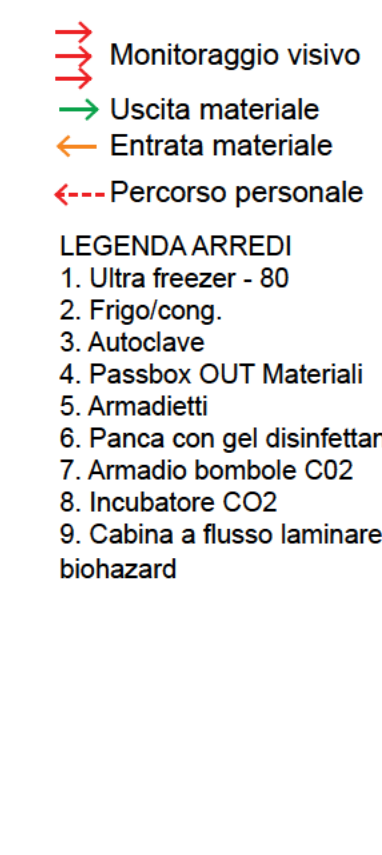 Monitoraggio visivo
Uscita materiale
Entrata materiale
Percorso personale
LEGENDA ARREDI
1. Ultra freezer - 80
2. Frigo/cong.
3. Autoclave
4. Passbox OUT Materiali
5. Armadietti
6. Panca con gel disinfettan
7. Armadio bombole C02
8. Incubatore CO2
9. Cabina a flusso laminare
biohazard